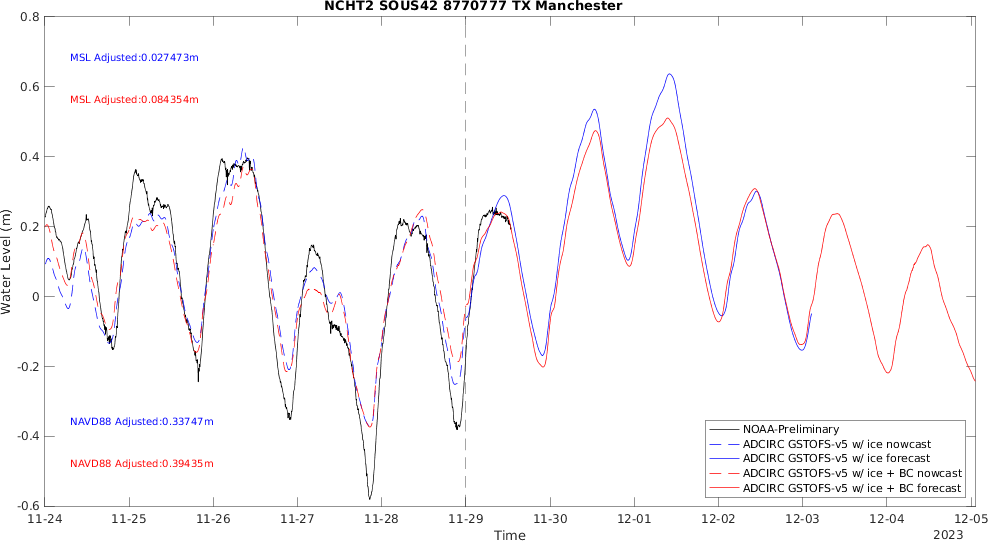 NCHT2 SOUS42 8770777 TX Manchester
0.8
MSL Adjusted:0.027473m
0.6
MSL Adjusted:0.084354m
0.4
0.2
Water Level (m)
0
-0.2
NAVD88 Adjusted:0.33747m
-0.4
NAVD88 Adjusted:0.39435m
-0.6
NOAA-Preliminary
ADCIRC GSTOFS-v5 w/ ice nowcast
ADCIRC GSTOFS-v5 w/ ice forecast
ADCIRC GSTOFS-v5 w/ ice + BC nowcast
ADCIRC GSTOFS-v5 w/ ice + BC forecast
11-24 11-25 11-26 11-27 11-28 11-29 11-30 12-01 12-02 12-03 12-04 12-05
Time
2023